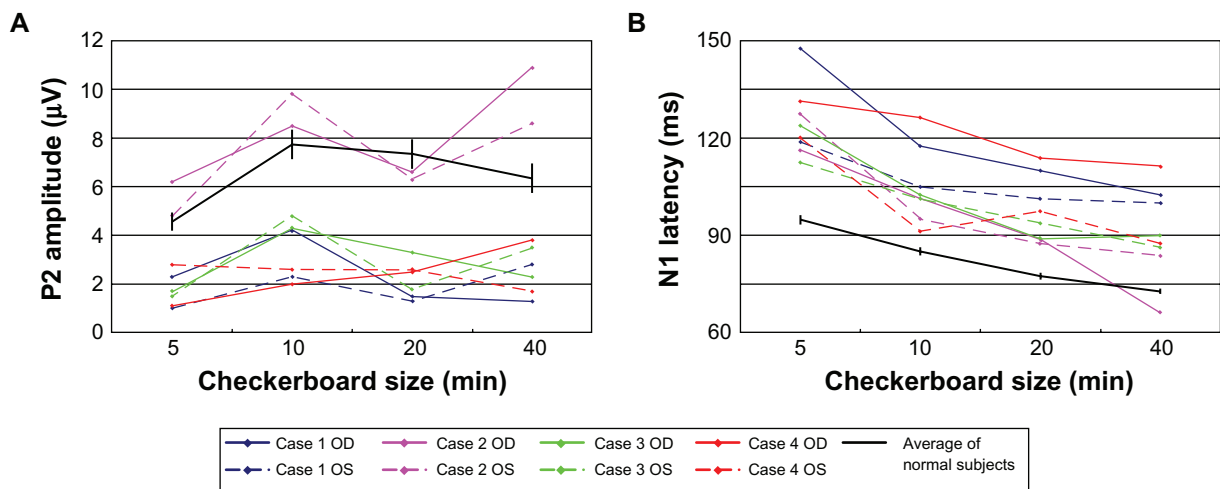 A
P2 amplitude (µV)
12
10
8
6
4
2
0
5 10 20 40
Checkerboard size (min)
B
N1 latency (ms)
150
120
90
60
5 10 20 40
Checkerboard size (min)
Case 1 OD Case 2 OD Case 3 OD Case 4 OD Average of
Case 1 OS Case 2 OS Case 3 OS Case 4 OS normal subjects